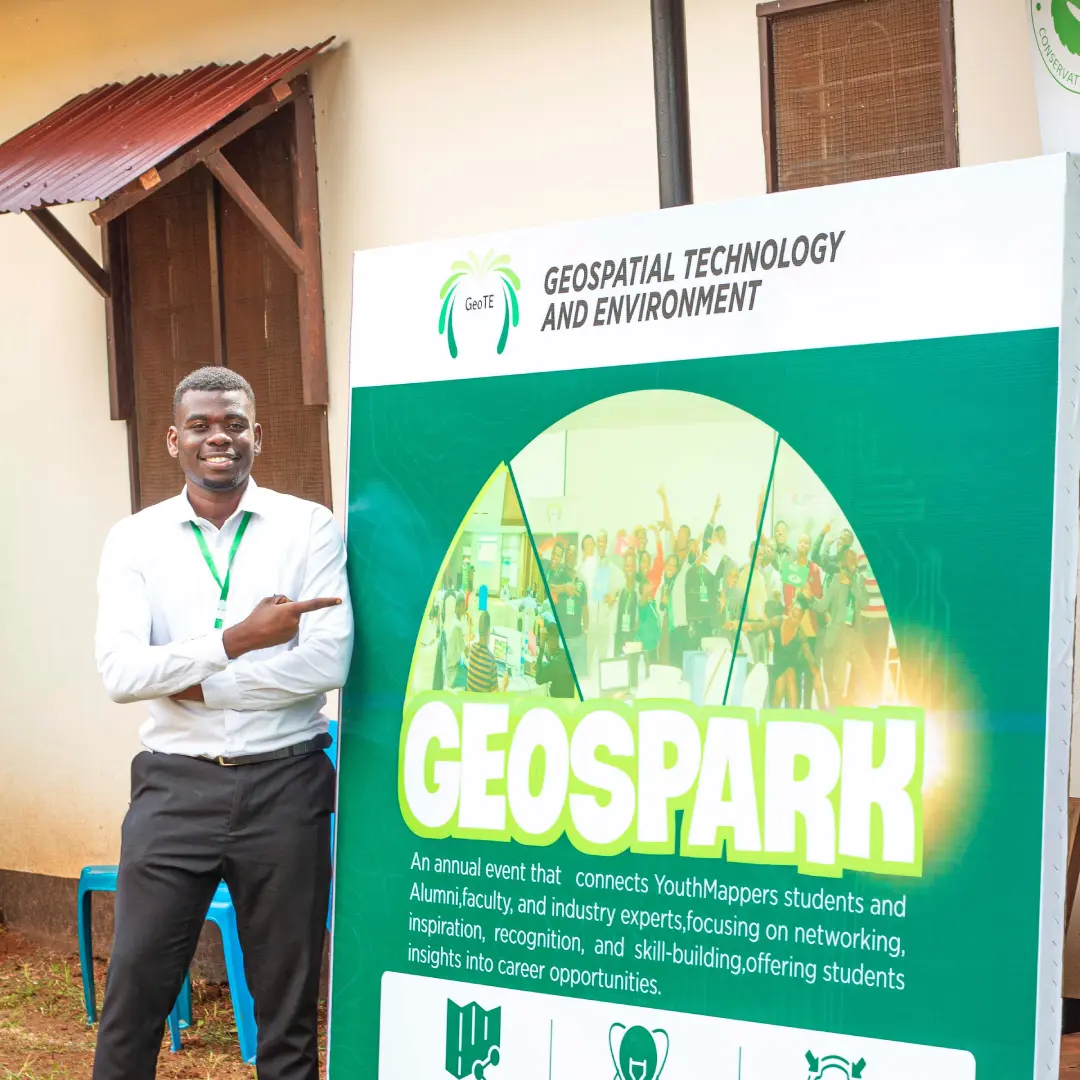 CONSERVAT
GeoTE
GEOSPATIAL TECHNOLOGY
AND ENVIRONMENT
GEOSPARK
An annual event that connects YouthMappers students and
Alumni,faculty, and industry experts,focusing on networking,
inspiration, recognition, and skill-building,offering students
insights into career opportunities.